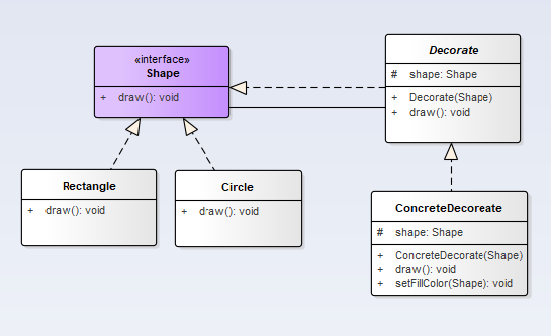 «interface»
Shape
+ draw(): void
Decorate
# shape: Shape
+ Decorate(Shape)
+ draw(): void
Rectangle
+ draw(): void
Circle
+ draw(): void
ConcreteDecoreate
# shape: Shape
+ ConcreteDecorate(Shape)
+ draw(): void
+ setFillColor(Shape): void